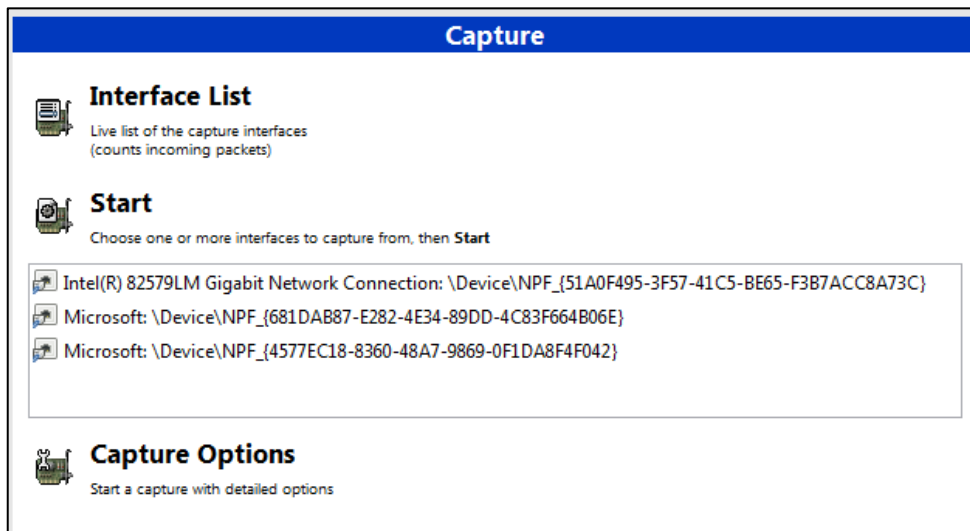 Capture
Interface List
Live list of the capture interfaces
(counts incoming packets)
Start
Choose one or more interfaces to capture from, then Start
Intel(R) 82579LM Gigabit Network Connection: \Device\NPF_{51A0F495-3F57-41C5-BE65-F3B7ACC8A73C}
Microsoft: \Device\NPF_{681DAB87-E282-4E34-89DD-4C83F664B06E}
Microsoft: \Device\NPF_{4577EC18-8360-48A7-9869-0F1DA8F4F042}
Capture Options
Start a capture with detailed options